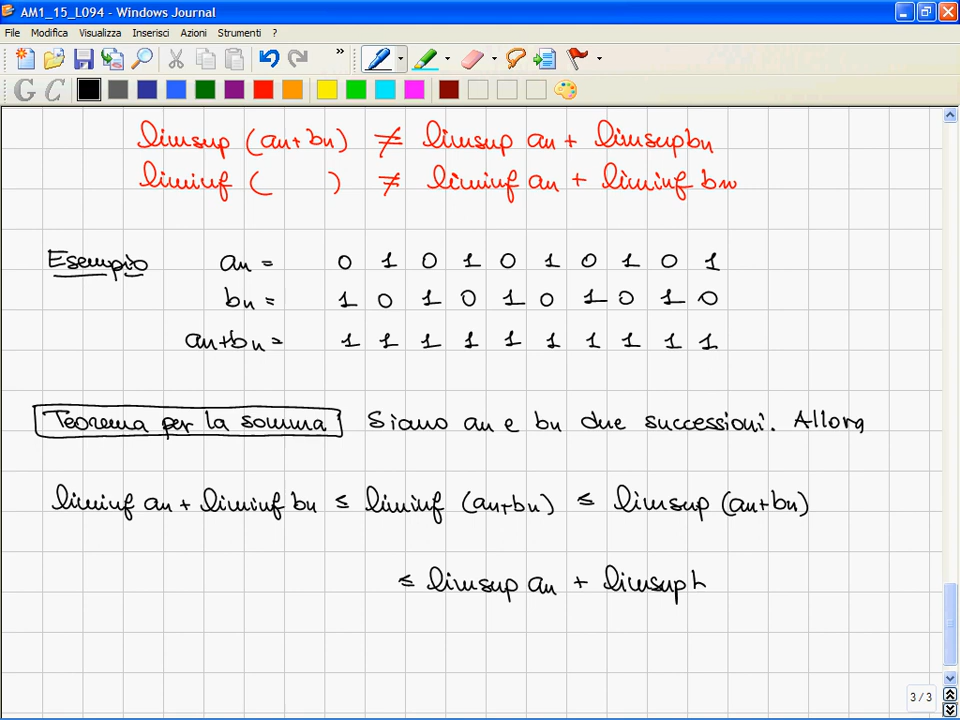 AM1_15_L094 - Windows Journal
File Modifica Visualizza Inserisci Azioni Strumenti ?
G C
limsup (an+bn) ≠ limsup an + limsup bn
liminf ( ) ≠ liminf an + liminf bn
Esempio an = 0 1 0 1 0 1 0 1 0 1
bn = 1 0 1 0 1 0 1 0 1 0
an+bn = 1 1 1 1 1 1 1 1 1 1
Teorema per la somma Siano an e bn due successioni. Allora
liminf an + liminf bn ≤ liminf (an+bn) ≤ limsup (an+bn)
≤ limsup an + limsup b
3/3